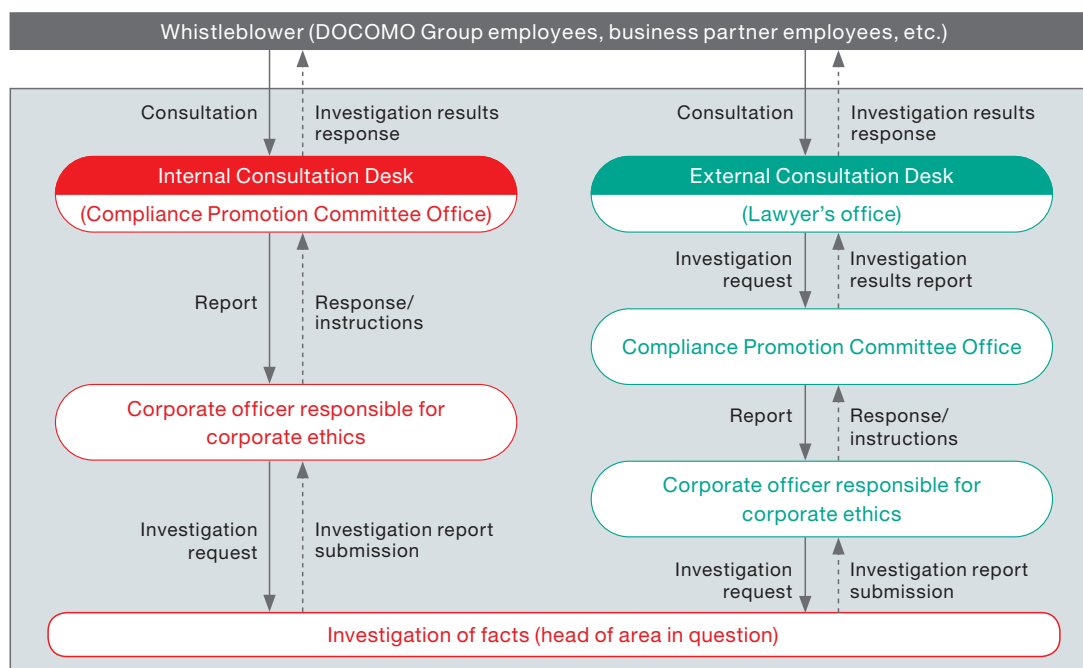 Whistleblower (DOCOMO Group employees, business partner employees, etc.)
Consultation
Investigation results
response
Consultation
Investigation results
response
Internal Consultation Desk
(Compliance Promotion Committee Office)
External Consultation Desk
(Lawyer's office)
Report
Response/
instructions
Investigation
request
Investigation
results report
Compliance Promotion Committee Office
Corporate officer responsible for
corporate ethics
Report
Response/
instructions
Corporate officer responsible for
corporate ethics
Investigation
request
Investigation report
submission
Investigation
request
Investigation report
submission
Investigation of facts (head of area in question)